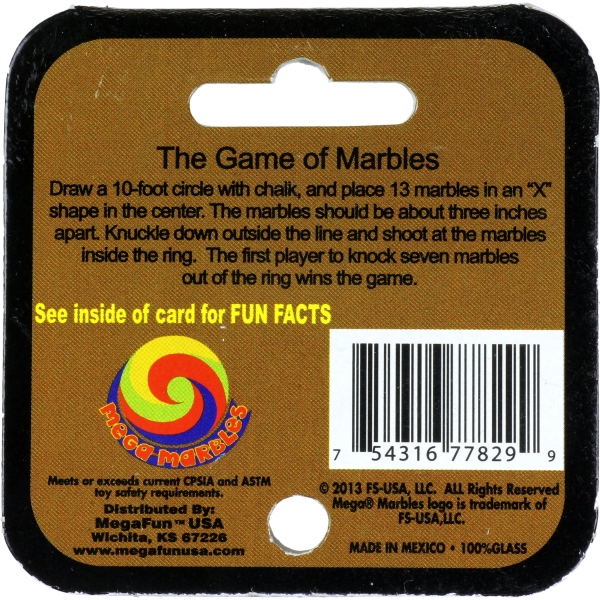 The Game of Marbles
Draw a 10-foot circle with chalk, and place 13 marbles in an “X”
shape in the center. The marbles should be about three inches
apart. Knuckle down outside the line and shoot at the marbles
inside the ring. The first player to knock seven marbles
out of the ring wins the game.
See inside of card for FUN FACTS
MEGA MARBLES
Meets or exceeds current CPSIA and ASTM
toy safety requirements.
Distributed By:
MegaFun™ USA
Wichita, KS 67226
www.megafunusa.com
7 54316 77829 9
© 2013 FS-USA, LLC. ALL Rights Reserved
Mega® Marbles logo is trademark of
FS-USA,LLC.
MADE IN MEXICO • 100%GLASS